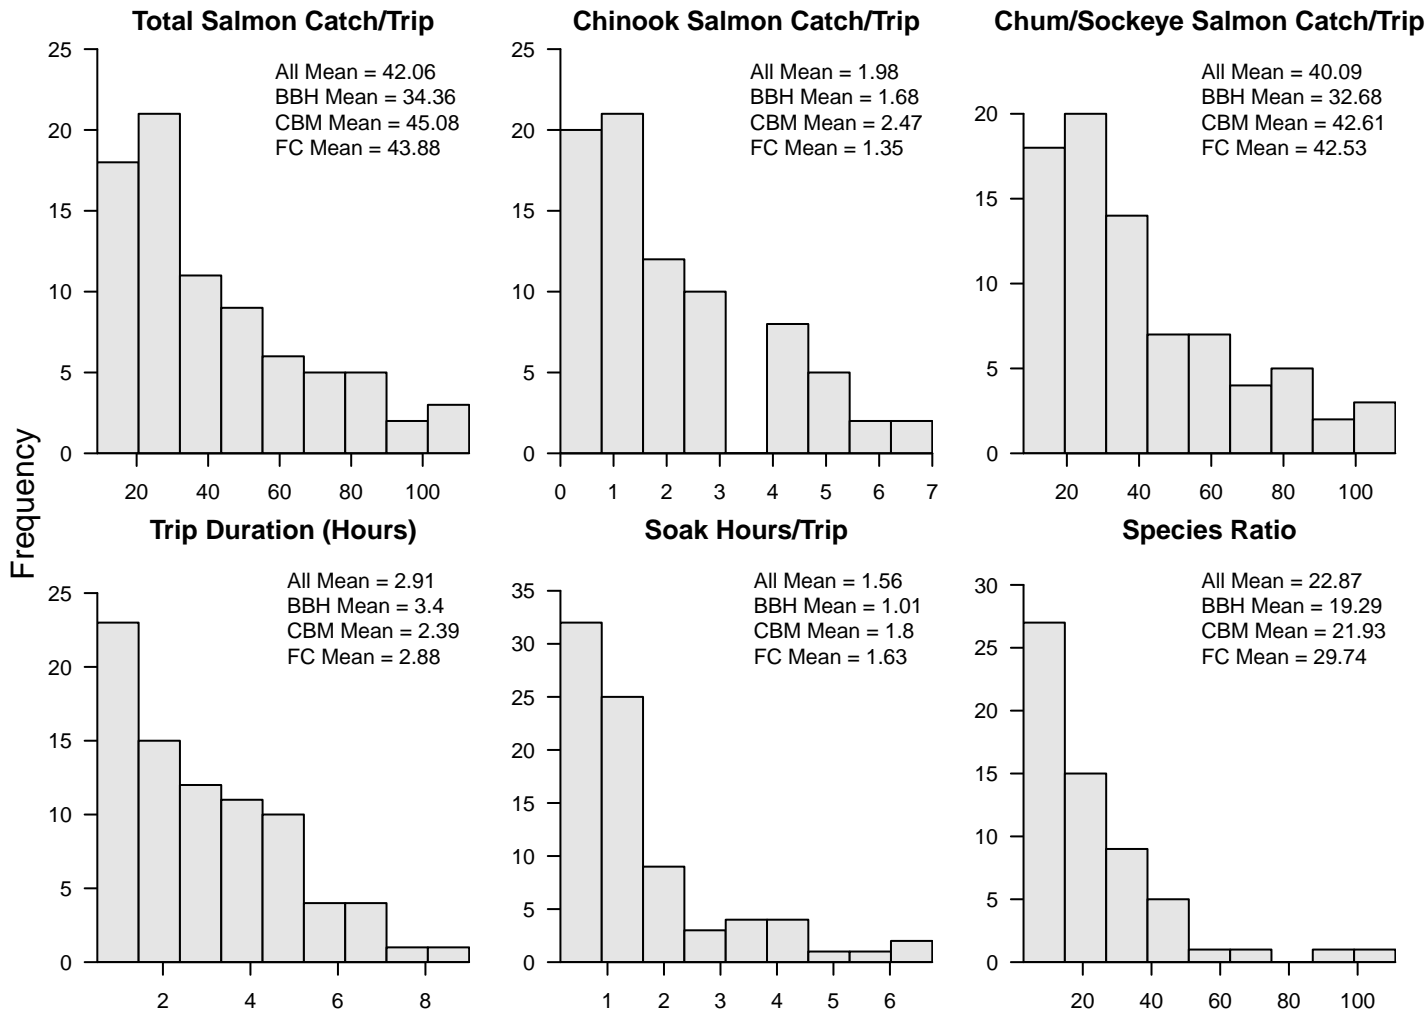 Total Salmon Catch/Trip
All Mean = 42.06
BBH Mean = 34.36
CBM Mean = 45.08
FC Mean = 43.88
25
20
15
10
5
0
20 40 60 80 100
Chinook Salmon Catch/Trip
All Mean = 1.98
BBH Mean = 1.68
CBM Mean = 2.47
FC Mean = 1.35
25
20
15
10
5
0
0 1 2 3 4 5 6 7
Chum/Sockeye Salmon Catch/Trip
All Mean = 40.09
BBH Mean = 32.68
CBM Mean = 42.61
FC Mean = 42.53
20
15
10
5
0
20 40 60 80 100
Frequency
Trip Duration (Hours)
All Mean = 2.91
BBH Mean = 3.4
CBM Mean = 2.39
FC Mean = 2.88
25
20
15
10
5
0
2 4 6 8
Soak Hours/Trip
All Mean = 1.56
BBH Mean = 1.01
CBM Mean = 1.8
FC Mean = 1.63
35
30
25
20
15
10
5
0
1 2 3 4 5 6
Species Ratio
All Mean = 22.87
BBH Mean = 19.29
CBM Mean = 21.93
FC Mean = 29.74
30
25
20
15
10
5
0
20 40 60 80 100